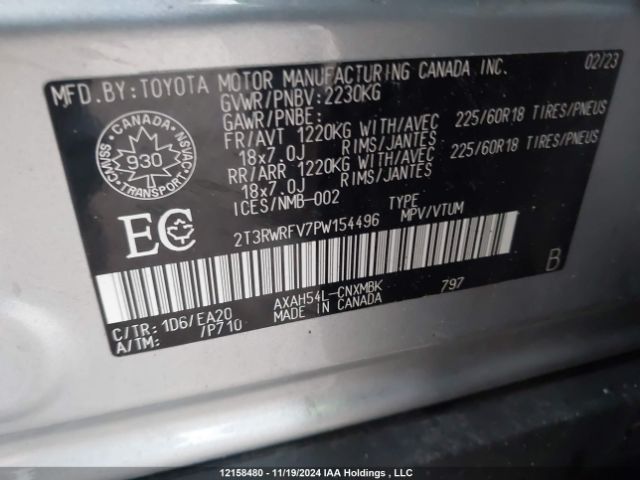 MFD.BY:TOYOTA MOTOR MANUFACTURING CANADA INC. 02/23
GVWR/PNBV:2230KG
GAWR/PNBE:
FR/AVT 1220KG WITH/AVEC 225/60R18 TIRES/PNEUS
18x7.0J RIMS/JANTES
RR/ARR 1220KG WITH/AVEC 225/60R18 TIRES/PNEUS
18x7.0J RIMS/JANTES
ICES/NMB-002 TYPE
2T3RWRFV7PW154496 MPV/VTUM
CANADA
930
NSVAC
CMVSS
TRANSPORT
EC
B
C/TR: 1D6/EA20 AXAH54L-CNXMBK 797
A/TM: /P710 MADE IN CANADA
12158480 - 11/19/2024 IAA Holdings , LLC